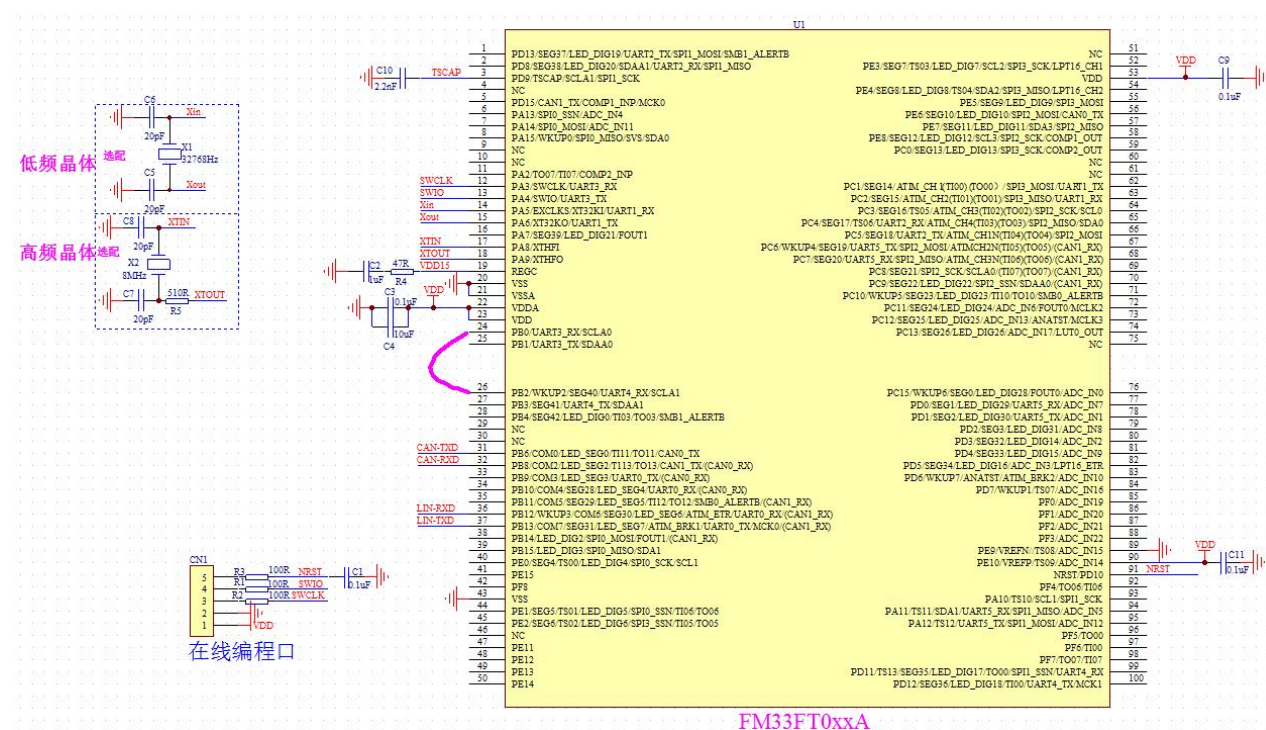 U1
1 PD13/SEG37/LED_DIG19/UART2_TX/SPI1_MOSI/SMB1_ALERTB
2 PD8/SEG38/LED_DIG20/SDAA1/UART2_RX/SPI1_MISO
3 PD9/TSCAP/SCLA1/SPI1_SCK
4 NC
5 PD15/CAN1_TX/COMP1_INP/MCK0
6 PA13/SPI0_SSN/ADC_IN4
7 PA14/SPI0_MOSI/ADC_IN11
8 PA15/WKUP0/SPI0_MISO/SVS/SDA0
9 NC
10 NC
11 PA2/TO07/TI07/COMP2_INP
12 PA3/SWCLK/UART3_RX
13 PA4/SWIO/UART3_TX
14 PA5/EXCLKS/XT32KI/UART1_RX
15 PA6/XT32KO/UART1_TX
16 PA7/SEG39/LED_DIG21/FOUT1
17 PA8/XTHFI
18 PA9/XTHFO
19 REGC
20 VSS
21 VSSA
22 VDDA
23 VDD
24 PB0/UART3_RX/SCLA0
25 PB1/UART3_TX/SDAA0
26 PB2/WKUP2/SEG40/UART4_RX/SCLA1
27 PB3/SEG41/UART4_TX/SDAA1
28 PB4/SEG42/LED_DIG0/TI03/TO03/SMB1_ALERTB
29 NC
30 NC
31 PB6/COM0/LED_SEG0/TI11/TO11/CAN0_TX
32 PB8/COM2/LED_SEG2/T113/TO13/CAN1_TX/(CAN0_RX)
33 PB9/COM3/LED_SEG3/UART0_TX/(CAN0_RX)
34 PB10/COM4/SEG28/LED_SEG4/UART0_RX/(CAN0_RX)
35 PB11/COM5/SEG29/LED_SEG5/TI12/TO12/SMB0_ALERTB/(CAN1_RX)
36 PB12/WKUP3/COM6/SEG30/LED_SEG6/ATIM_ETR/UART0_RX/(CAN1_RX)
37 PB13/COM7/SEG31/LED_SEG7/ATIM_BRK1/UART0_TX/MCK0/(CAN1_RX)
38 PB14/LED_DIG2/SPI0_MOSI/FOUT1/(CAN1_RX)
39 PB15/LED_DIG3/SPI0_MISO/SDA1
40 PE0/SEG4/TS00/LED_DIG4/SPI0_SCK/SCL1
41 PE15
42 PF8
43 VSS
44 PE1/SEG5/TS01/LED_DIG5/SPI0_SSN/TI06/TO06
45 PE2/SEG6/TS02/LED_DIG6/SPI3_SSN/TI05/TO05
46 NC
47 PE11
48 PE12
49 PE13
50 PE14
NC 51
PE3/SEG7/TS03/LED_DIG7/SCL2/SPI3_SCK/LPT16_CH1 52
VDD 53
PE4/SEG8/LED_DIG8/TS04/SDA2/SPI3_MISO/LPT16_CH2 54
PE5/SEG9/LED_DIG9/SPI3_MOSI 55
PE6/SEG10/LED_DIG10/SPI2_MOSI/CAN0_TX 56
PE7/SEG11/LED_DIG11/SDA3/SPI2_MISO 57
PE8/SEG12/LED_DIG12/SCL3/SPI2_SCK/COMP1_OUT 58
PC0/SEG13/LED_DIG13/SPI3_SCK/COMP2_OUT 59
NC 60
NC 61
PC1/SEG14/ ATIM_CH1(TI00) (TO00) /SPI3_MOSI/UART1_TX 62
PC2/SEG15/ATIM_CH2(TI01)(TO01)/SPI3_MISO/UART1_RX 63
PC3/SEG16/TS05/ATIM_CH3(TI02)(TO02)/SPI2_SCK/SCL0 64
PC4/SEG17/TS06/UART2_RX/ATIM_CH4(TI03)(TO03)/SPI2_MISO/SDA0 65
PC5/SEG18/UART2_TX/ATIM_CH1N(TI04)(TO04)/SPI2_MOSI 66
PC6/WKUP4/SEG19/UART5_TX/SPI2_MOSI/ATIMCH2N(TI05)(TO05)/(CAN1_RX) 67
PC7/SEG20/UART5_RX/SPI2_MISO/ATIM_CH3N(TI06)(TO06)/(CAN1_RX) 68
PC8/SEG21/SPI2_SCK/SCLA0/(TI07)(TO07)/(CAN1_RX) 69
PC9/SEG22/LED_DIG22/SPI2_SSN/SDAA0/(CAN1_RX) 70
PC10/WKUP5/SEG23/LED_DIG23/TI10/TO10/SMB0_ALERTB 71
PC11/SEG24/LED_DIG24/ADC_IN6/FOUT0/MCLK2 72
PC12/SEG25/LED_DIG25/ADC_IN13/ANATST/MCLK3 73
PC13/SEG26/LED_DIG26/ADC_IN17/LUT0_OUT 74
NC 75
PC15/WKUP6/SEG0/LED_DIG28/FOUT0/ADC_IN0 76
PD0/SEG1/LED_DIG29/UART5_RX/ADC_IN7 77
PD1/SEG2/LED_DIG30/UART5_TX/ADC_IN1 78
PD2/SEG3/LED_DIG31/ADC_IN8 79
PD3/SEG32/LED_DIG14/ADC_IN2 80
PD4/SEG33/LED_DIG15/ADC_IN9 81
PD5/SEG34/LED_DIG16/ADC_IN3/LPT16_ETR 82
PD6/WKUP7/ANATST/ATIM_BRK2/ADC_IN10 83
PD7/WKUP1/TS07/ADC_IN16 84
PF0/ADC_IN19 85
PF1/ADC_IN20 86
PF2/ADC_IN21 87
PF3/ADC_IN22 88
PE9/VREFN//TS08/ADC_IN15 89
PE10/VREFP/TS09/ADC_IN14 90
NRST/PD10 91
PF4/TO06/TI06 92
PA10/TS10/SCL1/SPI1_SCK 93
PA11/TS11/SDA1/UART5_RX/SPI1_MISO/ADC_IN5 94
PA12/TS12/UART5_TX/SPI1_MOSI/ADC_IN12 95
PF5/TO00 96
PF6/TI00 97
PF7/TO07/TI07 98
PD11/TS13/SEG35/LED_DIG17/TO00/SPI1_SSN/UART4_RX 99
PD12/SEG36/LED_DIG18/TI00/UART4_TX/MCK1 100
C10
2.2nF
TSCAP
C6
Xin
20pF
X1
32768Hz
低频晶体 选配
C5
Xout
20pF
C8
XTIN
20pF
高频晶体 选配
X2
8MHz
C7
510R
XTOUT
20pF
R5
SWCLK
SWIO
Xin
Xout
XTIN
XTOUT
C2
47R
VDD15
1uF
R4
C3
0.1uF
VDD
10uF
C4
CAN-TXD
CAN-RXD
LIN-RXD
LIN-TXD
CN1
5 R3 100R NRST
C1
0.1uF
4 R1 100R SWIO
3 R2 100R SWCLK
2
1 VDD
在线编程口
VDD
C9
0.1uF
VDD
C11
0.1uF
NRST
FM33FT0xxA